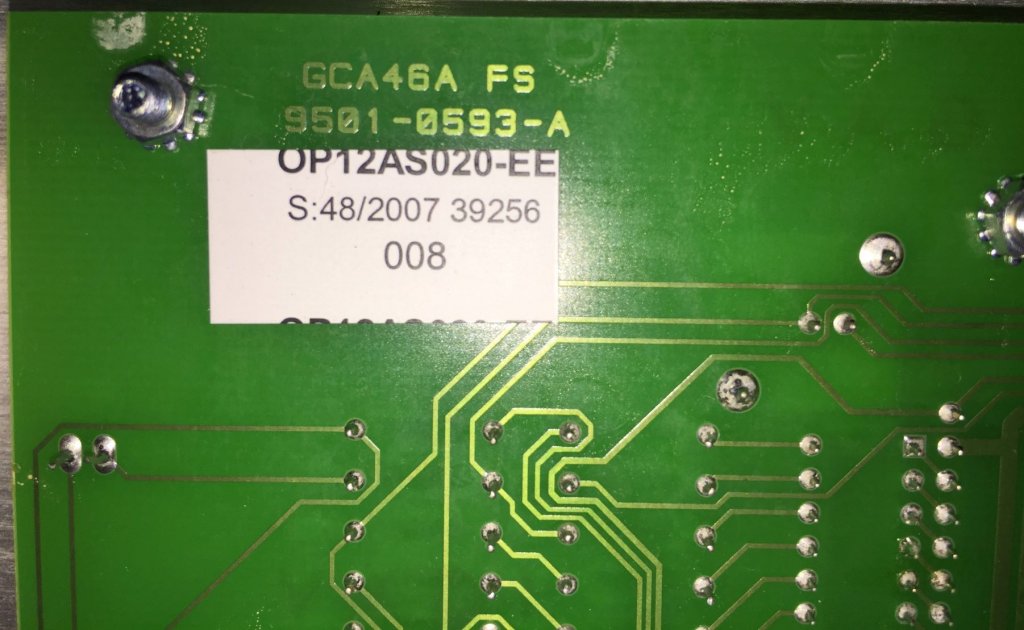 GCA46A FS
9501-0593-A
OP12AS020-EE
S:48/2007 39256
008